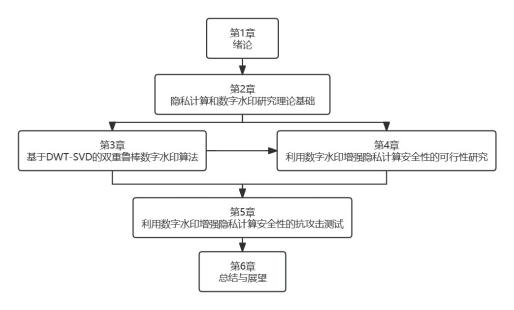 第1章
绪论
第2章
隐私计算和数字水印研究理论基础
第3章
基于DWT-SVD的双重鲁棒数字水印算法
第4章
利用数字水印增强隐私计算安全性的可行性研究
第5章
利用数字水印增强隐私计算安全性的抗攻击测试
第6章
总结与展望